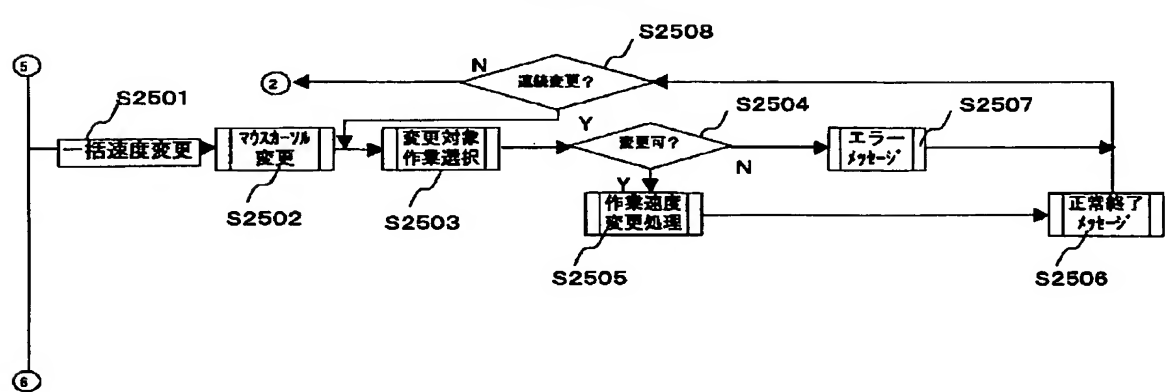 S2508
5
N
2
連続変更?
S2501
S2504
S2507
Y
一括速度変更
マウスカーソル
変更
変更対象
作業選択
変更可?
エラー
メッセージ
N
Y
S2502
S2503
作業速度
変更処理
正常終了
メッセージ
S2505
S2506
6